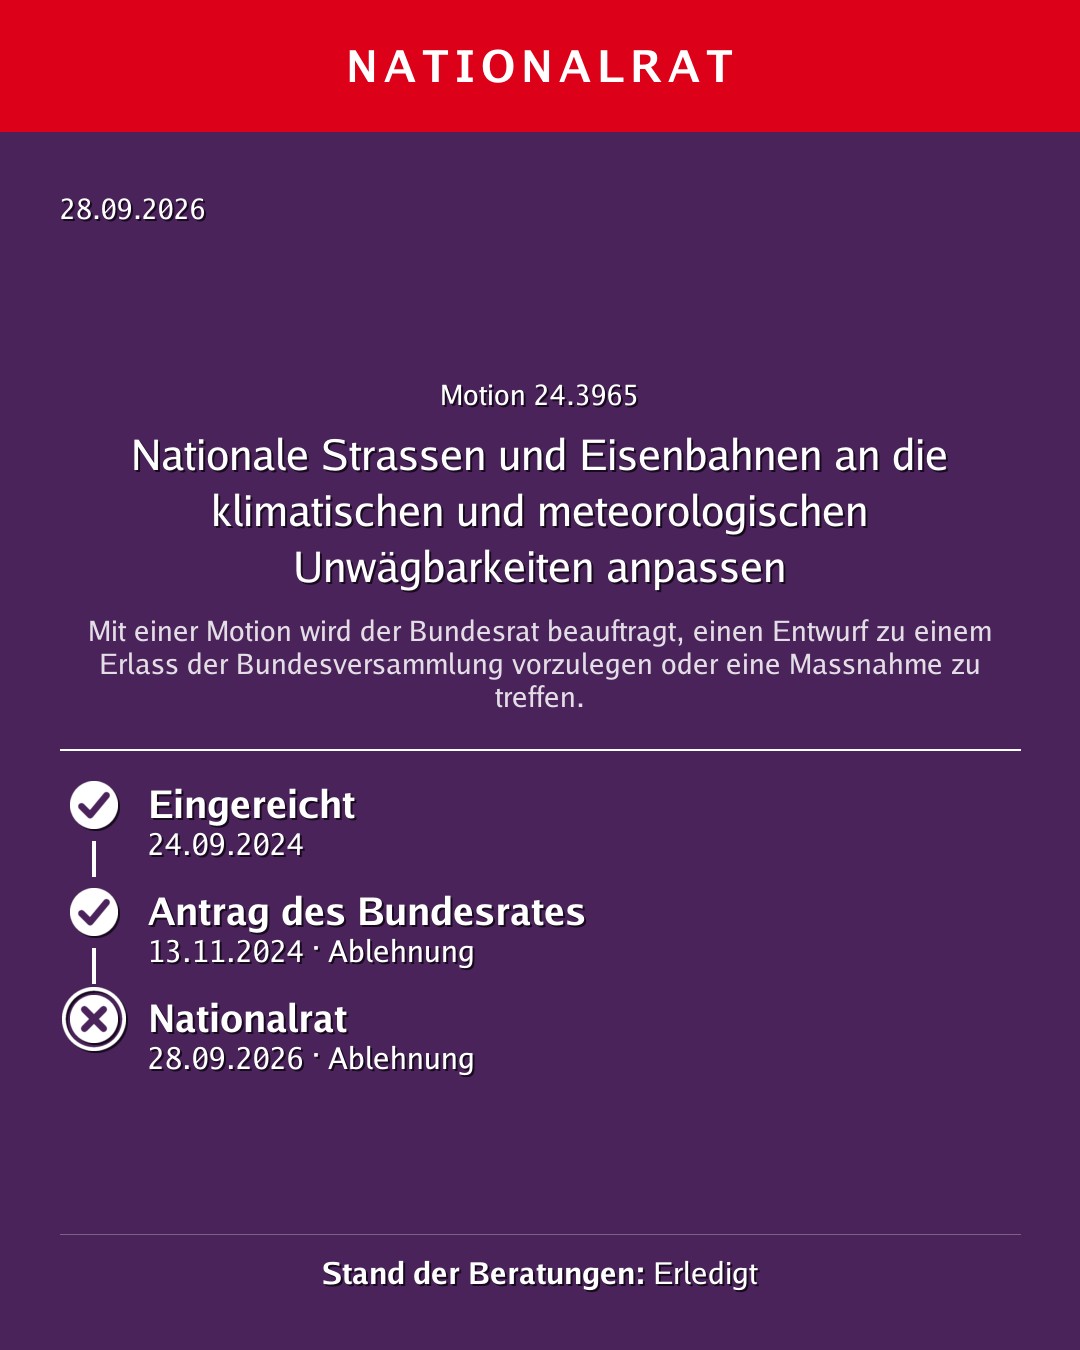 NATIONALRAT
28.09.2026
Motion 24.3965
Nationale Strassen und Eisenbahnen an die
klimatischen und meteorologischen
Unwägbarkeiten anpassen
Mit einer Motion wird der Bundesrat beauftragt, einen Entwurf zu einem
Erlass der Bundesversammlung vorzulegen oder eine Massnahme zu
treffen.
Eingereicht
24.09.2024
Antrag des Bundesrates
13.11.2024 · Ablehnung
Nationalrat
28.09.2026 · Ablehnung
Stand der Beratungen: Erledigt